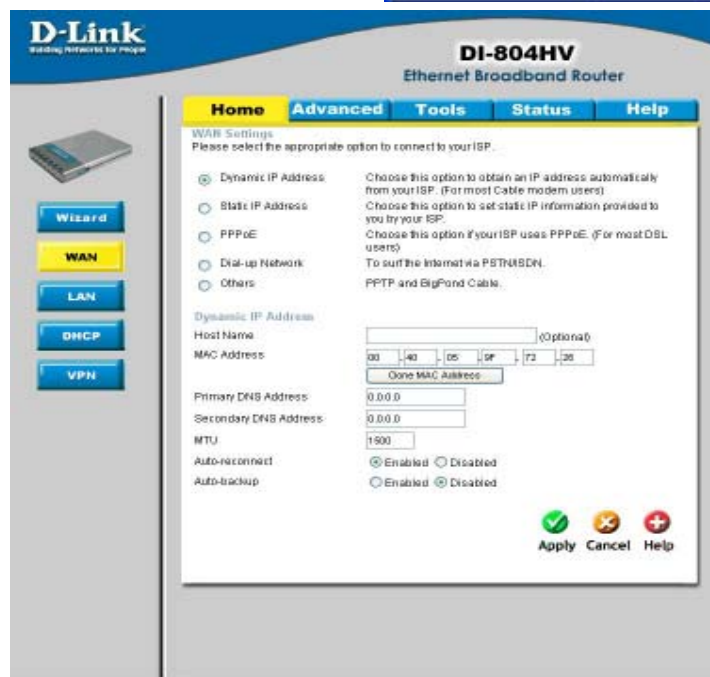 D-Link
Building Networks for People
DI-804HV
Ethernet Broadband Router
Home Advanced Tools Status Help
WAN Settings
Please select the appropriate option to connect to your ISP.
Dynamic IP Address Choose this option to obtain an IP address automatically
from your ISP. (For most Cable modem users)
Static IP Address Choose this option to set static IP information provided to
you by your ISP.
PPPoE Choose this option if your ISP uses PPPoE. (For most DSL
users)
Dial-up Network To surf the Internet via PSTN/ISDN.
Others PPTP and BigPond Cable.
Wizard
WAN
LAN
DHCP
VPN
Dynamic IP Address
Host Name (Optional)
MAC Address 00 - 40 - 05 - 9F - 72 - 26
Clone MAC Address
Primary DNS Address 0.0.0.0
Secondary DNS Address 0.0.0.0
MTU 1500
Auto-reconnect Enabled Disabled
Auto-backup Enabled Disabled
Apply Cancel Help